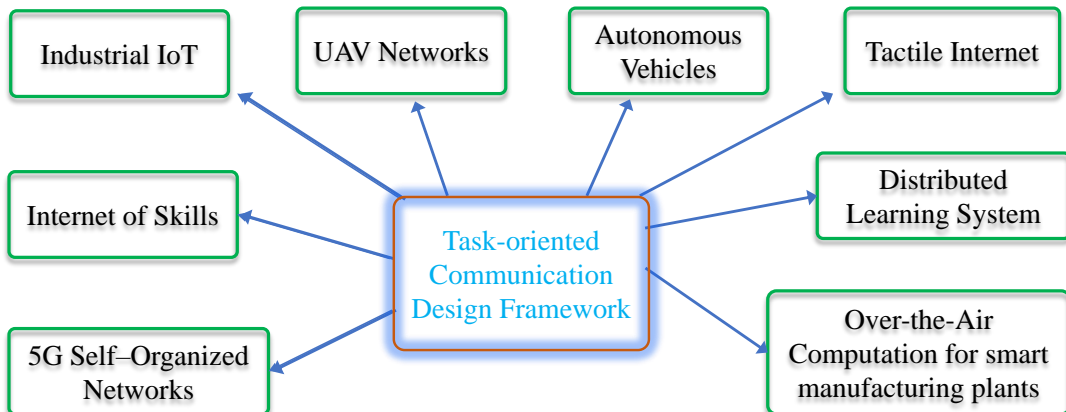 Industrial IoT
UAV Networks
Autonomous
Vehicles
Tactile Internet
Internet of Skills
Task-oriented
Communication
Design Framework
Distributed
Learning System
5G Self–Organized
Networks
Over-the-Air
Computation for smart
manufacturing plants